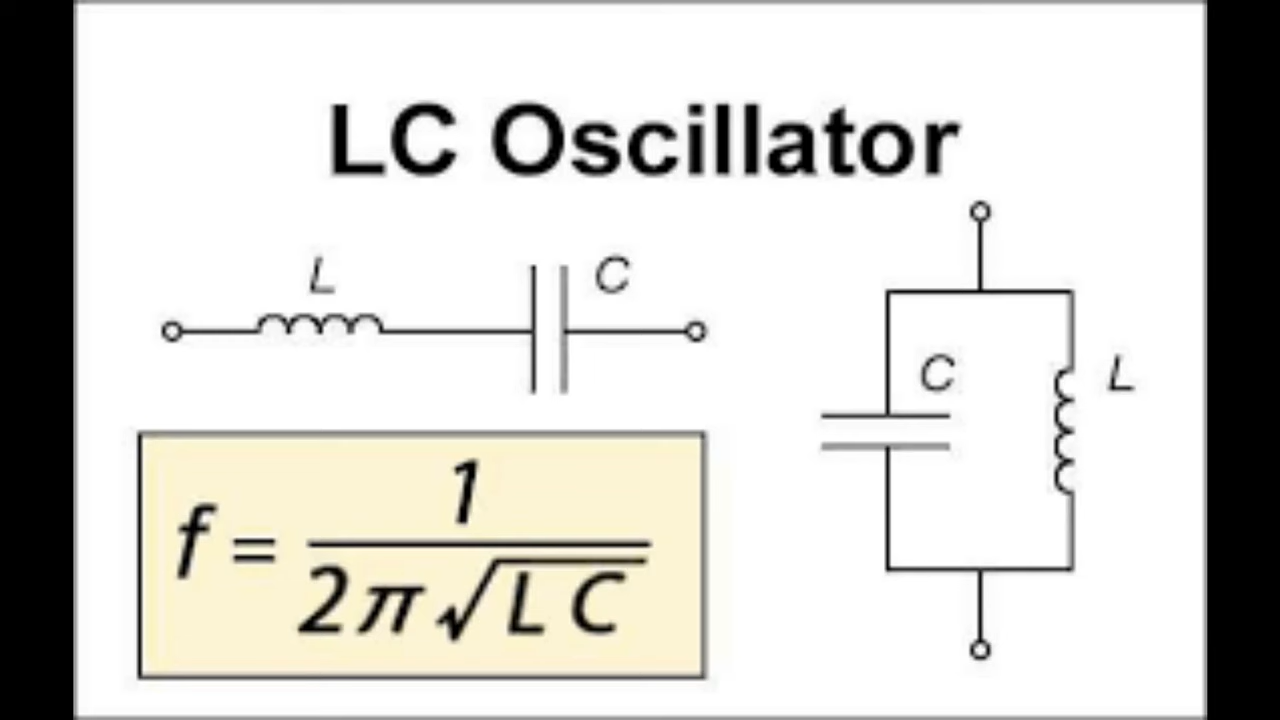 LC Oscillator
L
C
C
L
f = 1 / 2π√LC